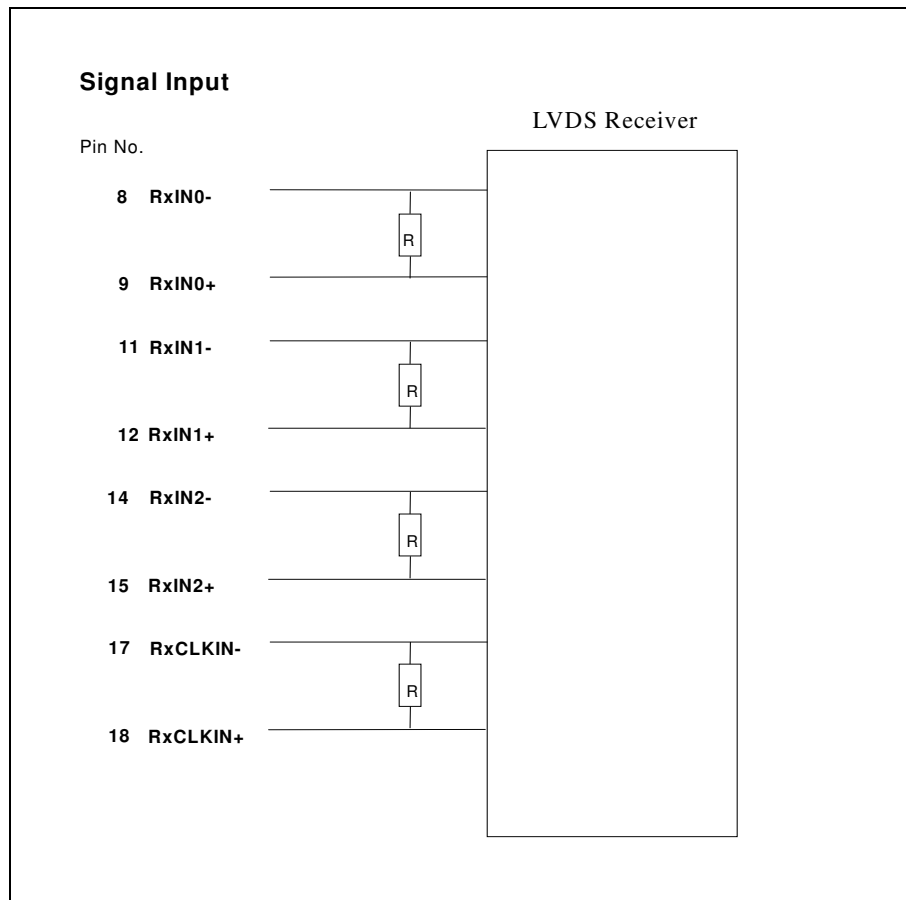 Signal Input
LVDS Receiver
Pin No.
8 RxIN0-
R
9 RxIN0+
11 RxIN1-
R
12 RxIN1+
14 RxIN2-
R
15 RxIN2+
17 RxCLKIN-
R
18 RxCLKIN+